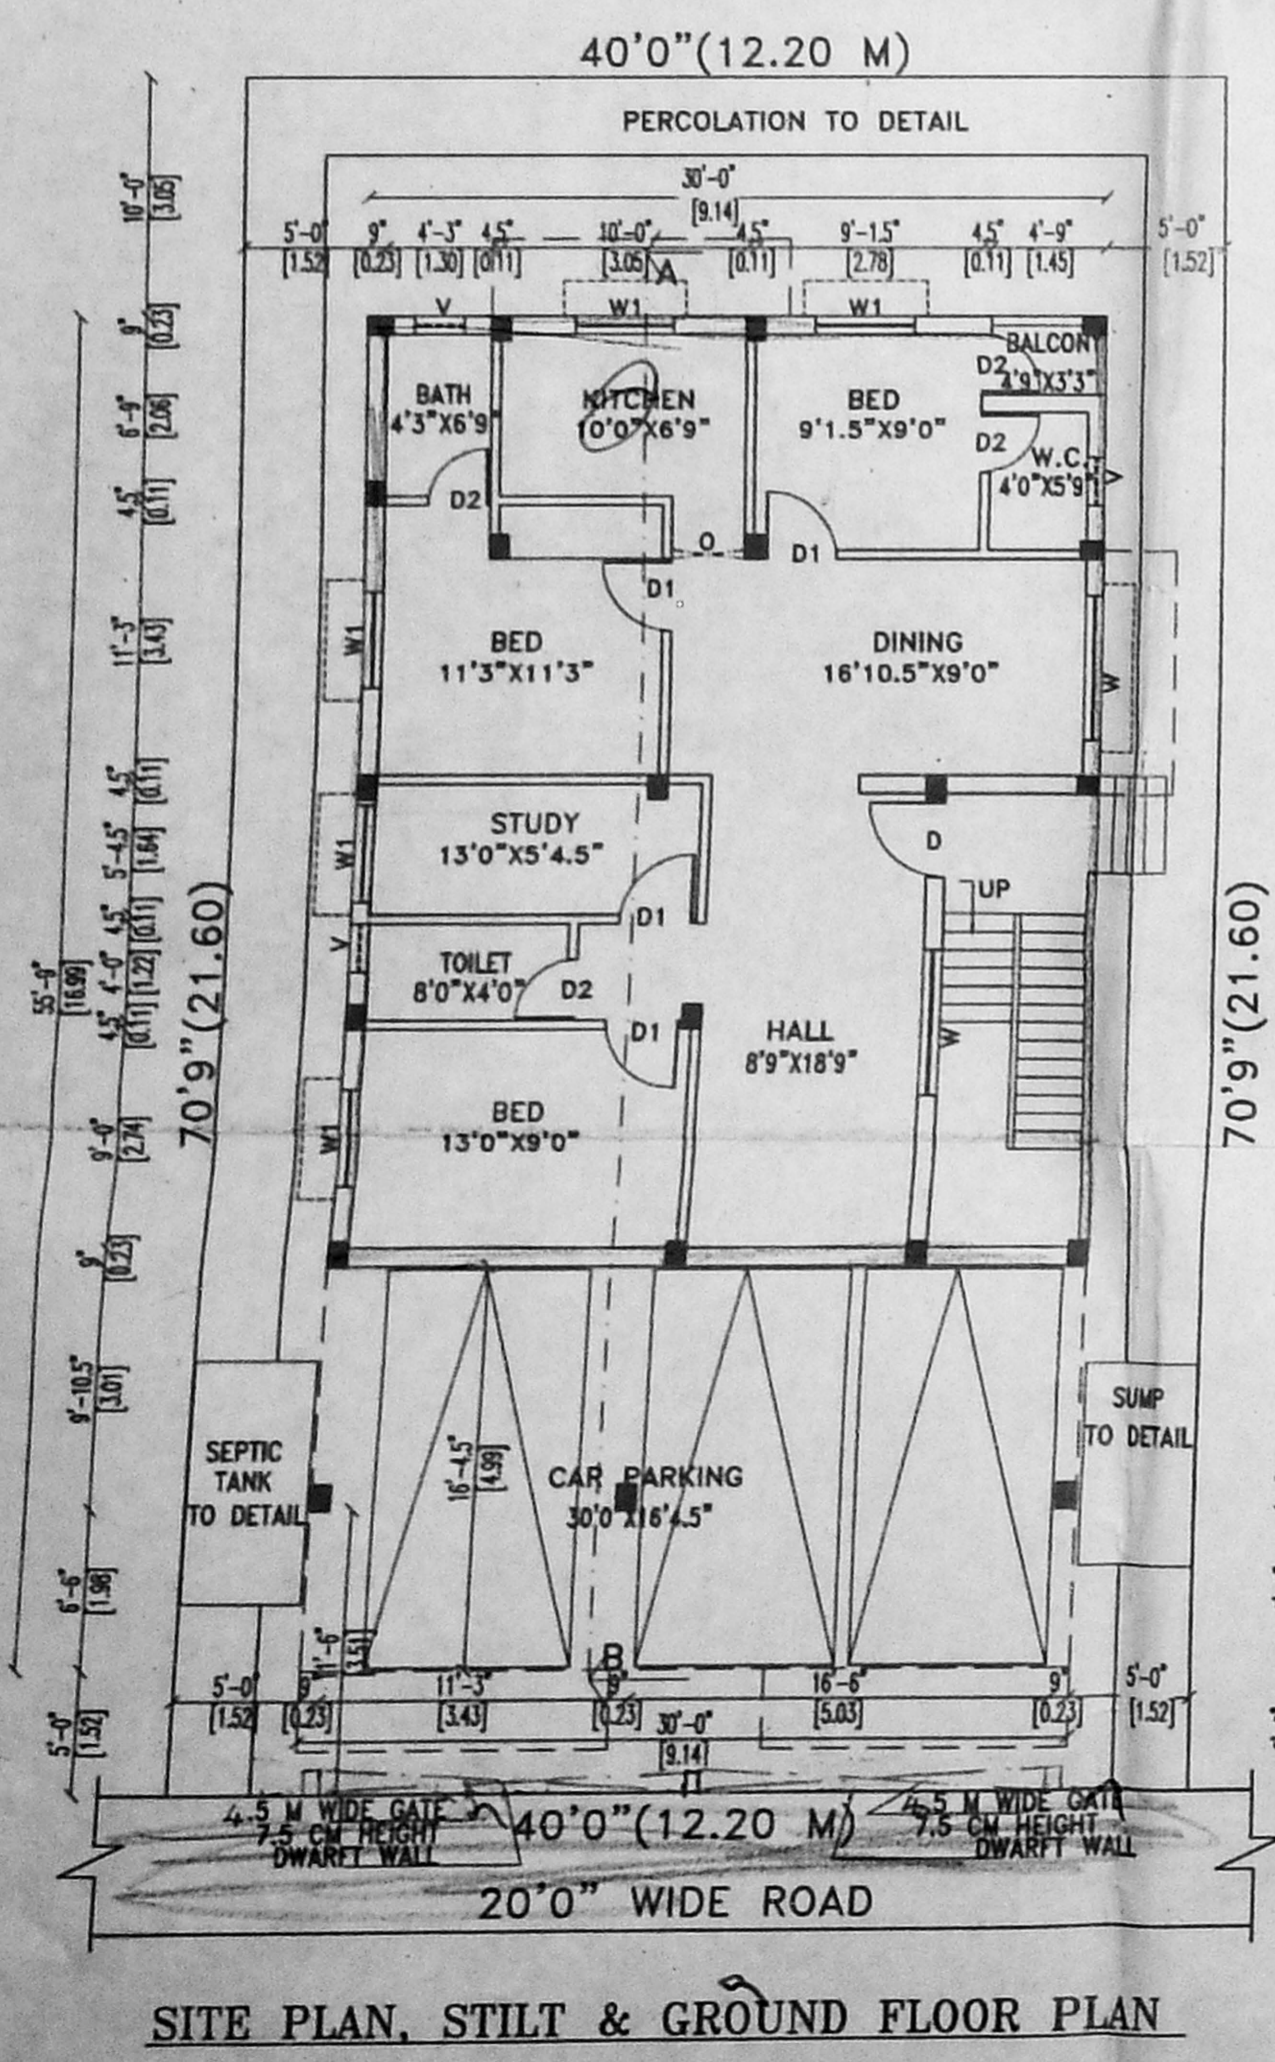 40'0"(12.20 M)
PERCOLATION TO DETAIL
30'-0"
[9.14]
5'-0" 9" 4'-3" 4.5" 10'-0" 4.5" 9'-1.5" 4.5" 4'-9" 5'-0"
[1.52] [0.23] [1.30] [0.11] [3.05] [0.11] [2.78] [0.11] [1.45] [1.52]
A
V W1 W1
10'-0"
[3.05]
9"
[0.23]
6'-9"
[2.06]
4.5"
[0.11]
11'-3"
[3.43]
4.5"
[0.11]
5'-4.5"
[1.64]
4.5"
[0.11]
4'-0"
[1.22]
4.5"
[0.11]
9'-0"
[2.74]
9"
[0.23]
9'-10.5"
[3.01]
6'-6"
[1.98]
5'-0"
[1.52]
55'-9"
[16.99]
70'9"(21.60)
70'9"(21.60)
BATH
4'3"X6'9"
D2
KITCHEN
10'0"X6'9"
O
BED
9'1.5"X9'0"
D1
BALCONY
4'9"X3'3"
D2
D2
W.C.
4'0"X5'9"
V
D1
W1
BED
11'3"X11'3"
DINING
16'10.5"X9'0"
W
STUDY
13'0"X5'4.5"
W1
D1
D
UP
V
TOILET
8'0"X4'0"
D2
D1
HALL
8'9"X18'9"
W
W1
BED
13'0"X9'0"
SEPTIC
TANK
TO DETAIL
16'-4.5"
[4.99]
CAR PARKING
30'0"X16'4.5"
SUMP
TO DETAIL
11'-6"
[3.51]
B
5'-0" 9" 11'-3" 9" 16'-6" 9" 5'-0"
[1.52] [0.23] [3.43] [0.23] [5.03] [0.23] [1.52]
30'-0"
[9.14]
4.5 M WIDE GATE
7.5 CM HEIGHT
DWARFT WALL
40'0"(12.20 M)
4.5 M WIDE GATE
7.5 CM HEIGHT
DWARFT WALL
20'0" WIDE ROAD
SITE PLAN, STILT & GROUND FLOOR PLAN